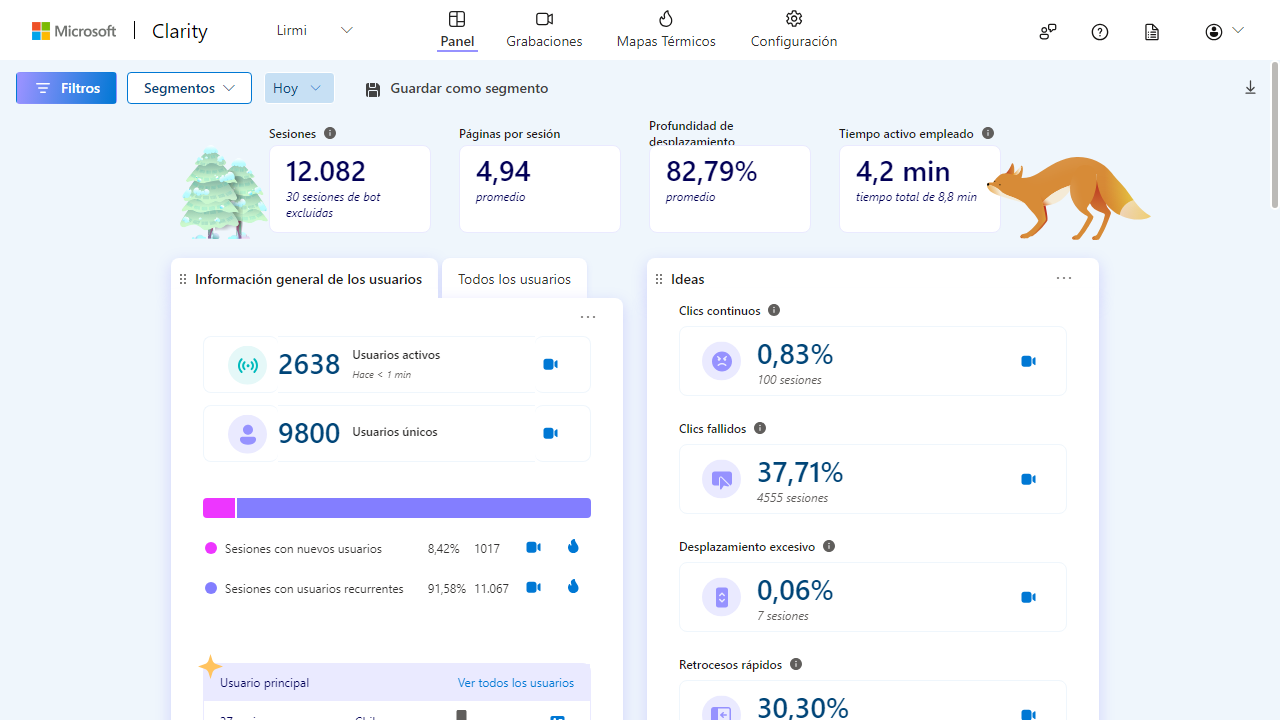 Microsoft
Clarity
Lirmi
Panel
Grabaciones
Mapas Térmicos
Configuración
Filtros
Segmentos
Hoy
Guardar como segmento
Sesiones
12.082
30 sesiones de bot
excluidas
Páginas por sesión
4,94
promedio
Profundidad de
desplazamiento
82,79%
promedio
Tiempo activo empleado
4,2 min
tiempo total de 8,8 min
Información general de los usuarios
Todos los usuarios
2638
Usuarios activos
Hace < 1 min
9800
Usuarios únicos
Sesiones con nuevos usuarios 8,42% 1017
Sesiones con usuarios recurrentes 91,58% 11.067
Usuario principal
Ver todos los usuarios
Ideas
Clics continuos
0,83%
100 sesiones
Clics fallidos
37,71%
4555 sesiones
Desplazamiento excesivo
0,06%
7 sesiones
Retrocesos rápidos
30,30%